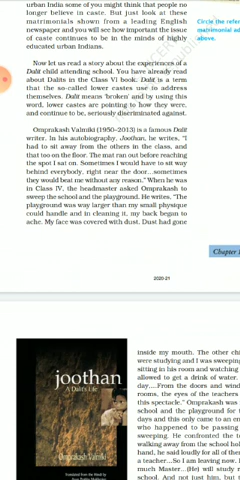 urban India some of you might think that people no
longer believe in caste. But just look at these
matrimonials shown from a leading English
newspaper and you will see how important the issue
of caste continues to be in the minds of highly
educated urban Indians.
Circle the refer
matrimonial ad
above.
Now let us read a story about the experiences of a
Dalit child attending school. You have already read
about Dalits in the Class VI book. Dalit is a term
that the so-called lower castes use to address
themselves. Dalit means 'broken' and by using this
word, lower castes are pointing to how they were,
and continue to be, seriously discriminated against.
Omprakash Valmiki (1950–2013) is a famous Dalit
writer. In his autobiography, Joothan, he writes, "I
had to sit away from the others in the class, and
that too on the floor. The mat ran out before reaching
the spot I sat on. Sometimes I would have to sit way
behind everybody, right near the door…sometimes
they would beat me without any reason." When he was
in Class IV, the headmaster asked Omprakash to
sweep the school and the playground. He writes, "The
playground was way larger than my small physique
could handle and in cleaning it, my back began to
ache. My face was covered with dust. Dust had gone
Chapter
2020-21
joothan
A Dalit's Life
Omprakash Valmiki
inside my mouth. The other ch
were studying and I was sweepin
sitting in his room and watching
allowed to get a drink of water.
day….From the doors and wind
rooms, the eyes of the teachers
this spectacle." Omprakash was
school and the playground for t
days and this only came to an en
who happened to be passing
sweeping. He confronted the t
walking away from the school hol
hand, he said loudly for all of ther
a teacher…So I am leaving now. I
much Master…(He) will study r
school. And not just him, but t